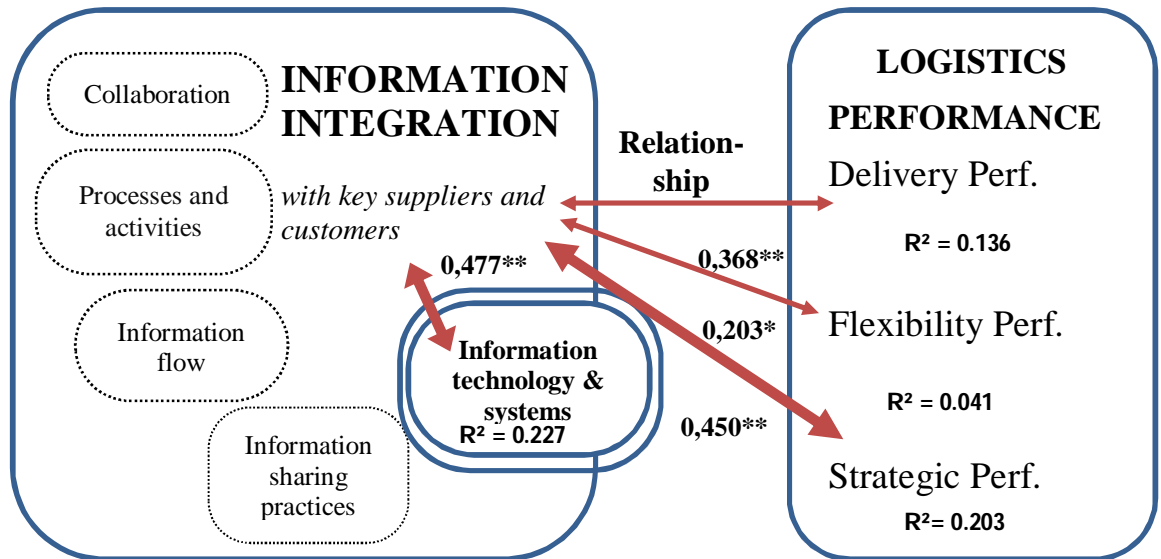 Collaboration
INFORMATION
INTEGRATION
Processes and
activities
with key suppliers and
customers
0,477**
Information
flow
Information
technology &
systems
R² = 0.227
Information
sharing
practices
Relation-
ship
0,368**
0,203*
0,450**
LOGISTICS
PERFORMANCE
Delivery Perf.
R² = 0.136
Flexibility Perf.
R² = 0.041
Strategic Perf.
R²= 0.203